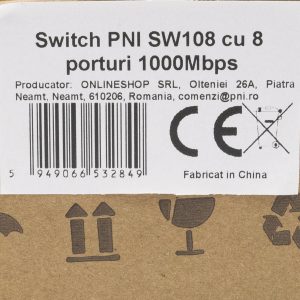 Switch PNI SW108 cu 8
porturi 1000Mbps
Producator: ONLINESHOP SRL, Olteniei 26A, Piatra
Neamt, Neamt, 610206, Romania, comenzi@pni.ro
CE
5 949066 532849
Fabricat in China